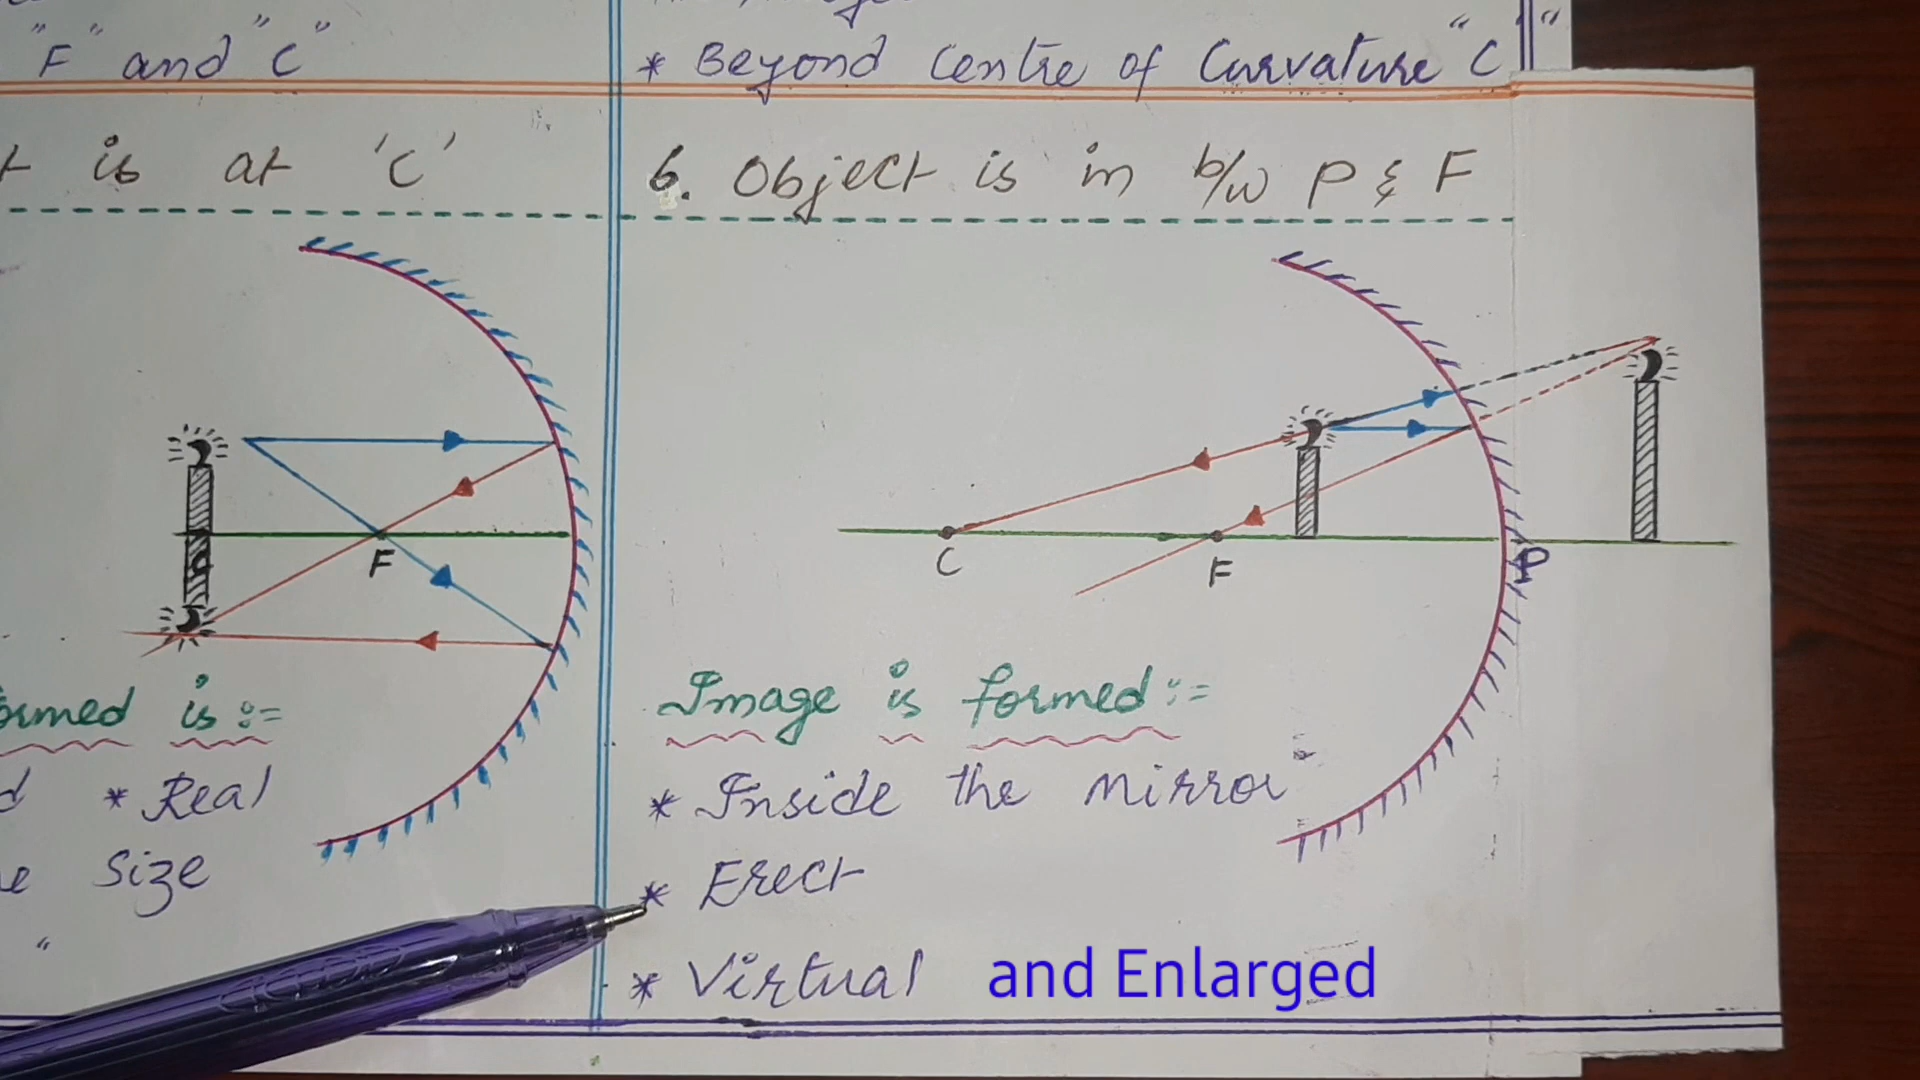 "F" and "C"
* Beyond Centre of Curvature "C"
is at 'C'
6. Object is in b/w P & F
F
C
F
P
formed is :=
* Real
Size
Image is formed :=
* Inside the mirror
* Erect
* Virtual and Enlarged